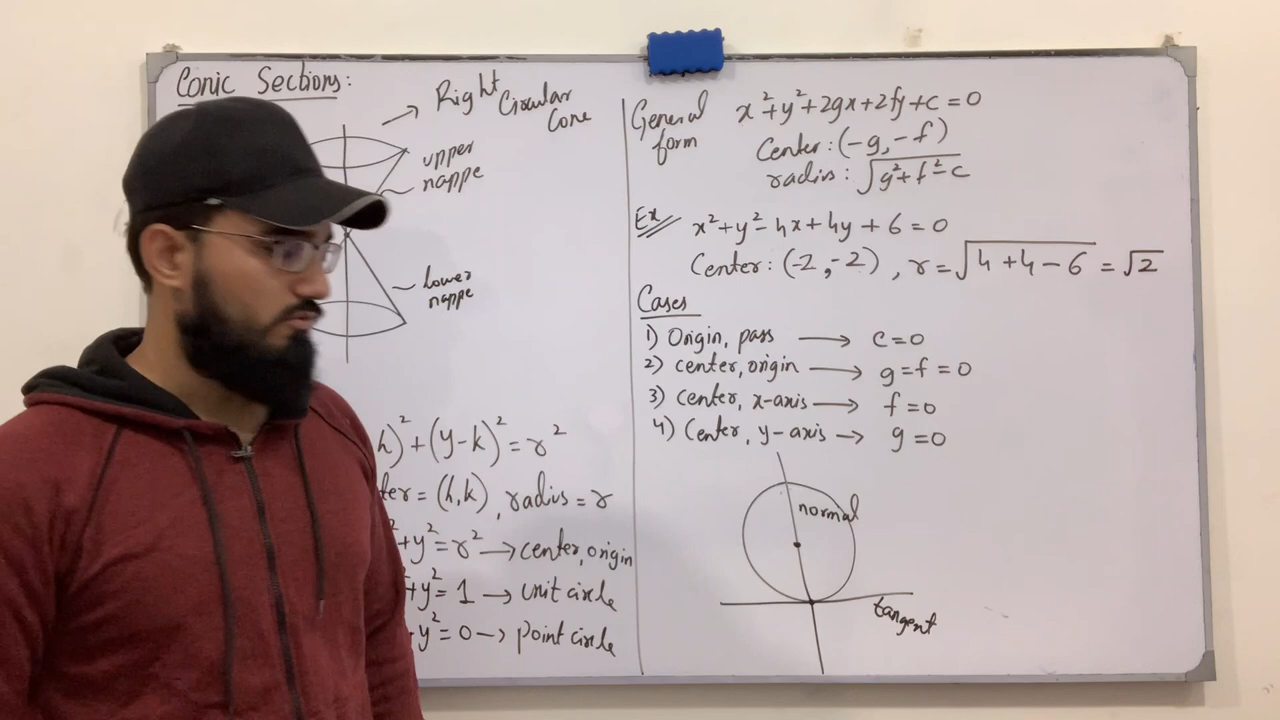 Conic Sections:
Right Circular
Cone
upper
nappe
lower
nappe
h)²+(y-k)²=r²
ter = (h,k), radius = r
+y²=r² → center, origin
+y²=1 → unit circle
y²=0 → point circle
General
form
x²+y²+2gx+2fy+c=0
Center: (-g,-f)
radius: √g²+f²-c
Ex
x²+y²-4x+4y+6=0
Center: (-2,-2), r=√4+4-6=√2
Cases
1) Origin, pass → c=0
2) center, origin → g=f=0
3) center, x-axis → f=0
4) Center, y-axis → g=0
normal
tangent